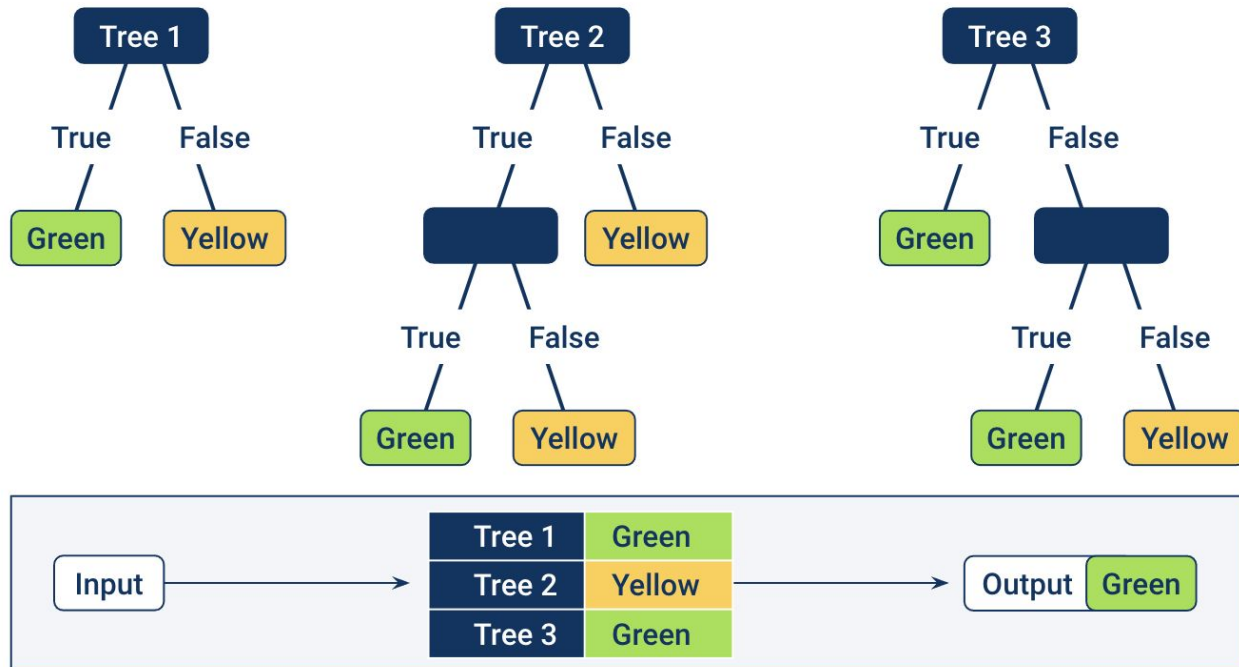 Tree 1
Tree 2
Tree 3
True False
True False
True False
Green Yellow
Yellow
Green
True False
True False
Green Yellow
Green Yellow
Input
Tree 1 Green
Tree 2 Yellow
Tree 3 Green
Output Green